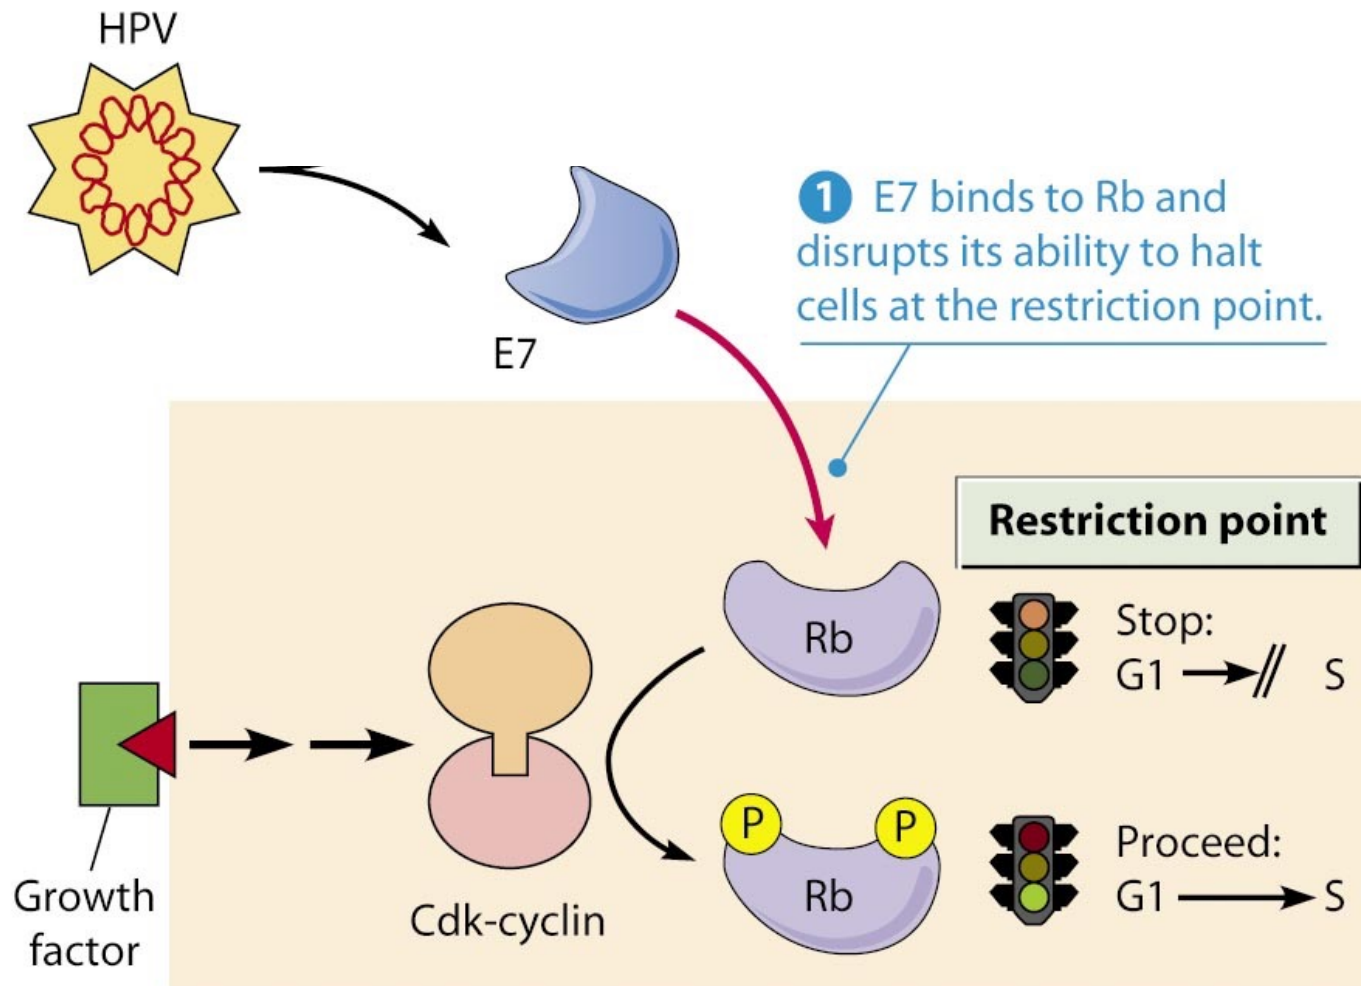 HPV
1 E7 binds to Rb and
disrupts its ability to halt
cells at the restriction point.
E7
Restriction point
Rb
Stop:
G1 S
Growth
factor
Cdk-cyclin
P P
Rb
Proceed:
G1 S